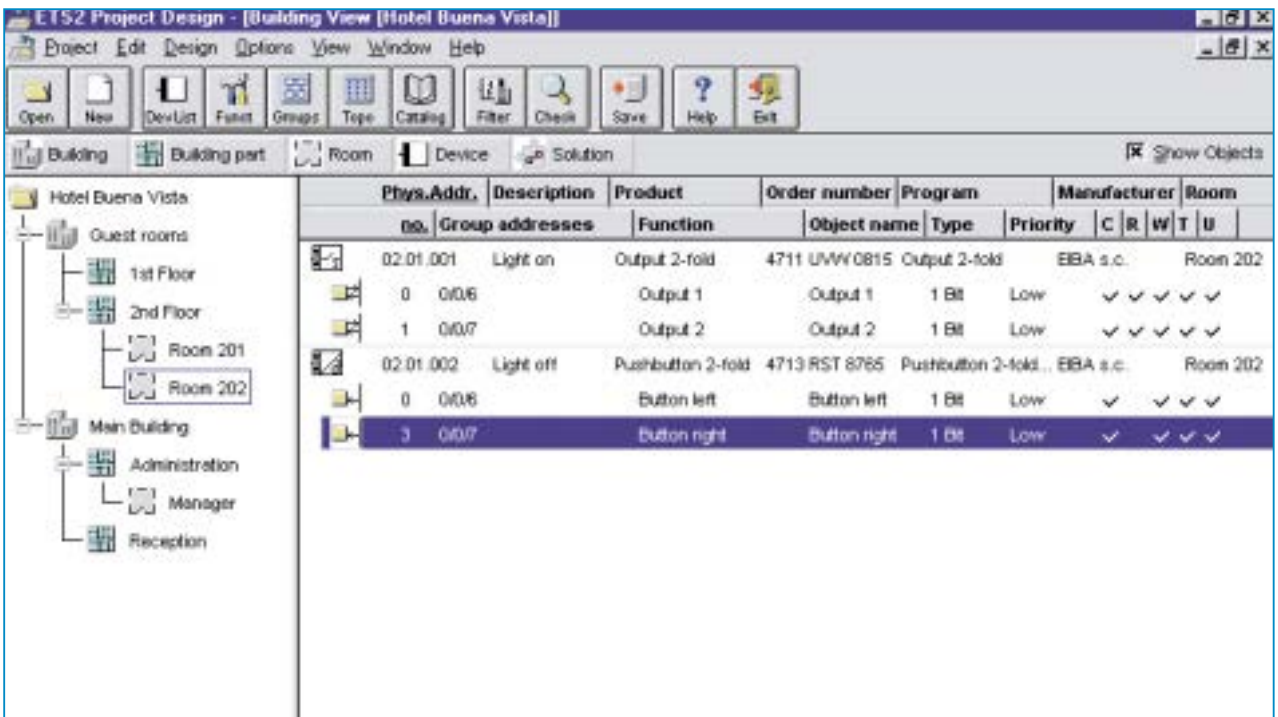 ETS2 Project Design - [Building View [Hotel Buena Vista]]
Project Edit Design Options View Window Help
Open New Dev List Funct Groups Topo Catalog Filter Check Save Help Exit
Building Building part Room Device Solution Show Objects
Hotel Buena Vista
Guest rooms
1st Floor
2nd Floor
Room 201
Room 202
Main Building
Administration
Manager
Reception
Phys.Addr. Description Product Order number Program Manufacturer Room
no. Group addresses Function Object name Type Priority C R W T U
02.01.001 Light on Output 2-fold 4711 UVW 0815 Output 2-fold EIBA s.c. Room 202
0 0/0/6 Output 1 Output 1 1 Bit Low ✓ ✓ ✓ ✓ ✓
1 0/0/7 Output 2 Output 2 1 Bit Low ✓ ✓ ✓ ✓ ✓
02.01.002 Light off Pushbutton 2-fold 4713 RST 8765 Pushbutton 2-fold... EIBA s.c. Room 202
0 0/0/6 Button left Button left 1 Bit Low ✓ ✓ ✓ ✓
3 0/0/7 Button right Button right 1 Bit Low ✓ ✓ ✓ ✓